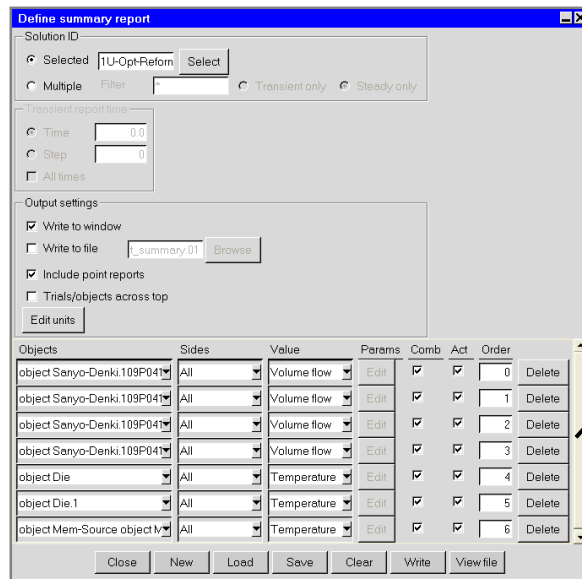 Define summary report
Solution ID
Selected 1U-Opt-Reforn Select
Multiple Filter * Transient only Steady only
Transient report time
Time 0.0
Step 0
All times
Output settings
Write to window
Write to file t_summary.01 Browse
Include point reports
Trials/objects across top
Edit units
Objects Sides Value Params Comb Act Order
object Sanyo-Denki.109P041 All Volume flow Edit 0 Delete
object Sanyo-Denki.109P041 All Volume flow Edit 1 Delete
object Sanyo-Denki.109P041 All Volume flow Edit 2 Delete
object Sanyo-Denki.109P041 All Volume flow Edit 3 Delete
object Die All Temperature Edit 4 Delete
object Die.1 All Temperature Edit 5 Delete
object Mem-Source object M All Temperature Edit 6 Delete
Close New Load Save Clear Write View file